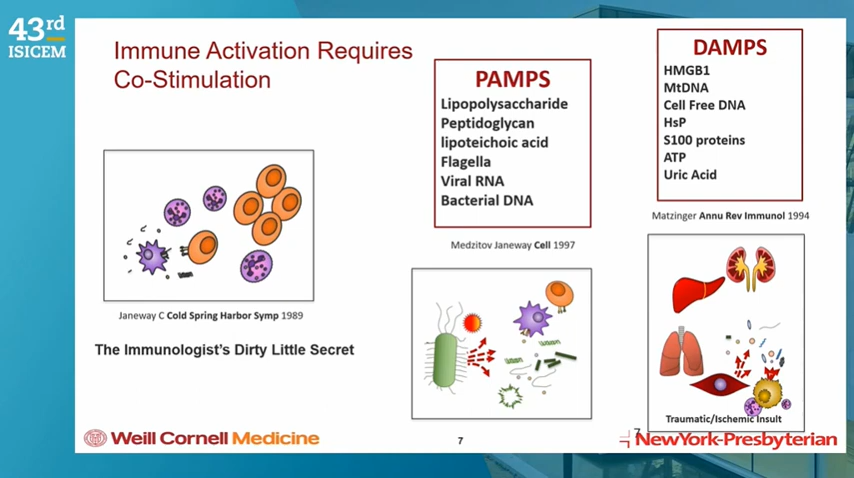 43rd
ISICEM
Immune Activation Requires
Co-Stimulation
Janeway C Cold Spring Harbor Symp 1989
The Immunologist's Dirty Little Secret
PAMPS
Lipopolysaccharide
Peptidoglycan
lipoteichoic acid
Flagella
Viral RNA
Bacterial DNA
Medzitov Janeway Cell 1997
DAMPS
HMGB1
MtDNA
Cell Free DNA
HsP
S100 proteins
ATP
Uric Acid
Matzinger Annu Rev Immunol 1994
Traumatic/Ischemic Insult
Weill Cornell Medicine
7
7
NewYork-Presbyterian